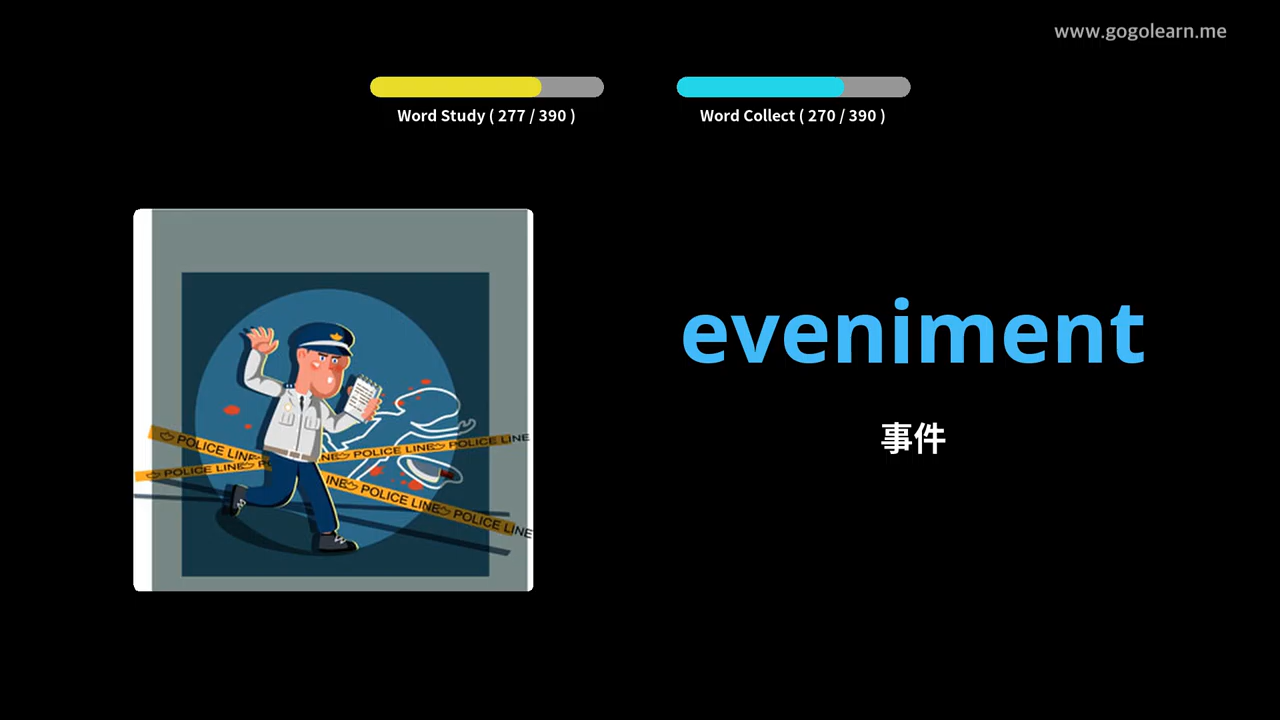 www.gogolearn.me
Word Study ( 277 / 390 )
Word Collect ( 270 / 390 )
eveniment
事件
POLICE LINE
POLICE LINE
POLICE LINE
POLICE LINE
INE
POLICE LINE
POLICE LINE